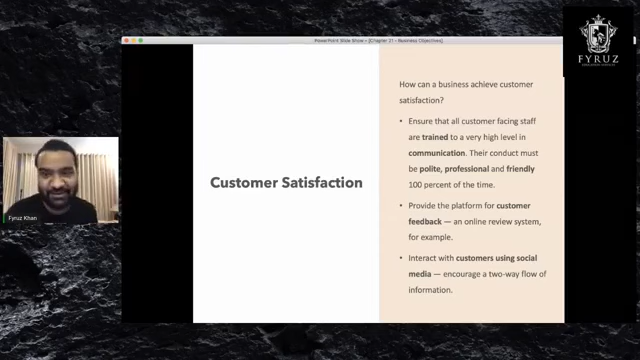 PowerPoint Slide Show - [Chapter 21 - Business Objectives]
FYRUZ
How can a business achieve customer
satisfaction?
• Ensure that all customer facing staff
are trained to a very high level in
communication. Their conduct must
be polite, professional and friendly
100 percent of the time.
Customer Satisfaction
• Provide the platform for customer
feedback — an online review system,
for example.
• Interact with customers using social
media — encourage a two-way flow of
information.
Fyruz Khan